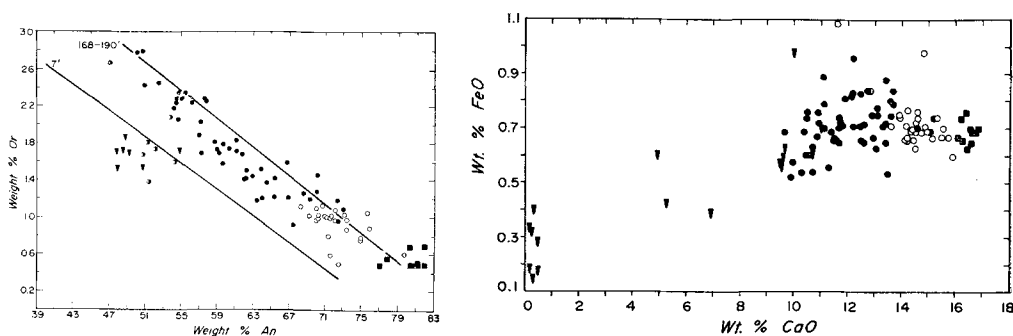 3.0
2.6
2.2
1.8
1.4
1.0
0.6
0.2
Weight % Or
168-190'
7'
39 43 47 51 55 59 63 67 71 75 79 83
Weight % An
1.1
0.9
0.7
0.5
0.3
0.1
Wt. % FeO
0 2 4 6 8 10 12 14 16 18
Wt. % CaO